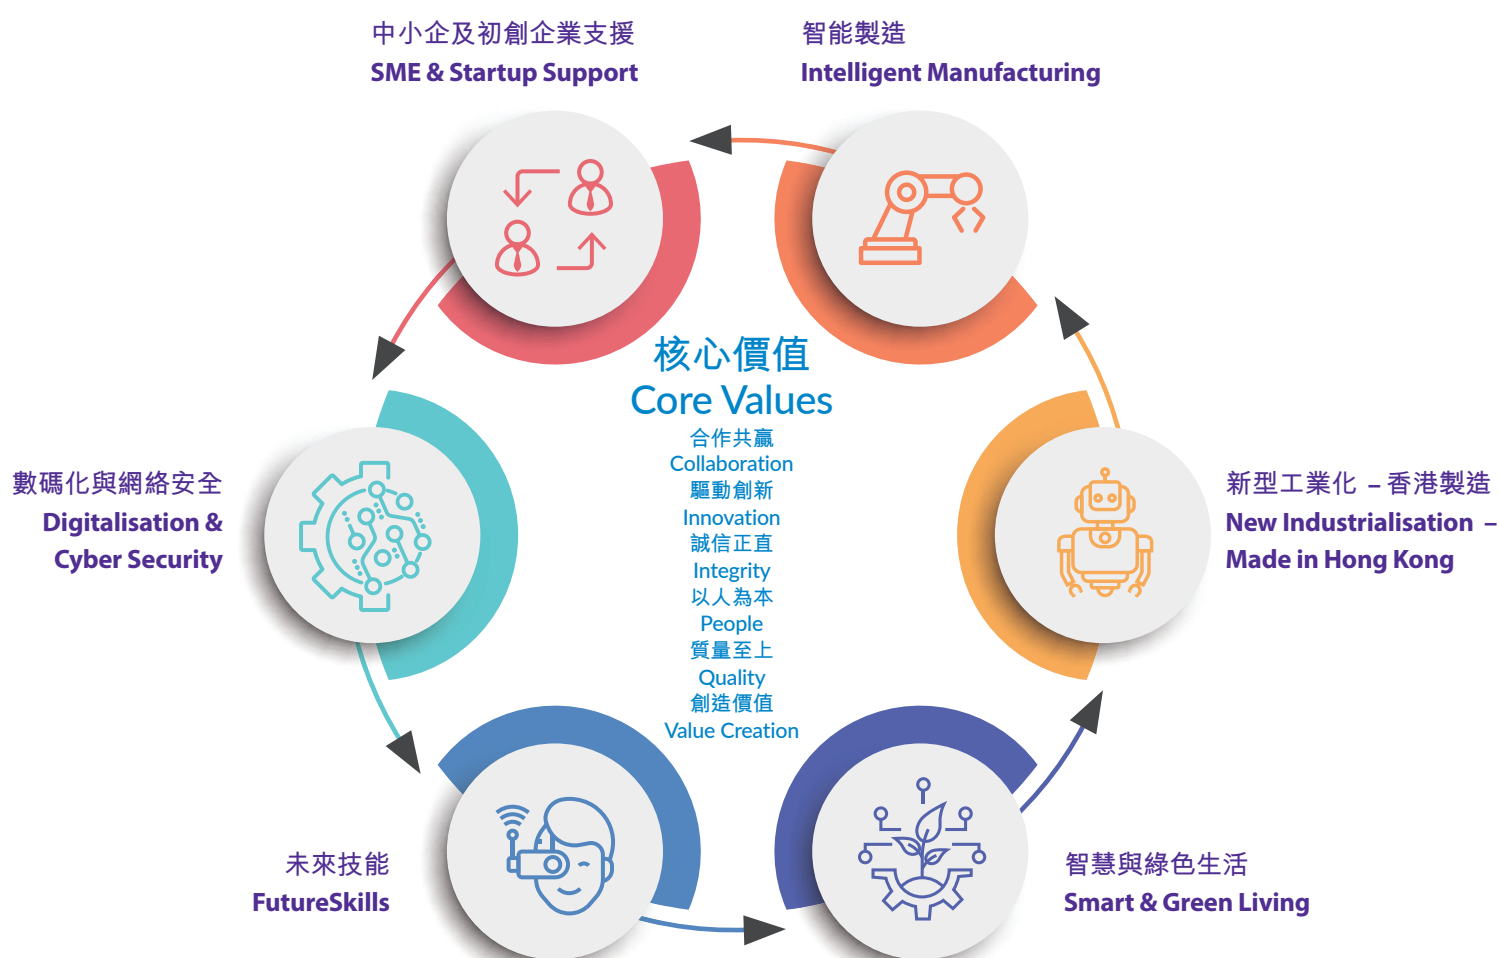 中小企及初創企業支援
SME & Startup Support
智能製造
Intelligent Manufacturing
核心價值
Core Values
合作共贏
Collaboration
驅動創新
Innovation
誠信正直
Integrity
以人為本
People
質量至上
Quality
創造價值
Value Creation
數碼化與網絡安全
Digitalisation &
Cyber Security
新型工業化 – 香港製造
New Industrialisation –
Made in Hong Kong
未來技能
FutureSkills
智慧與綠色生活
Smart & Green Living